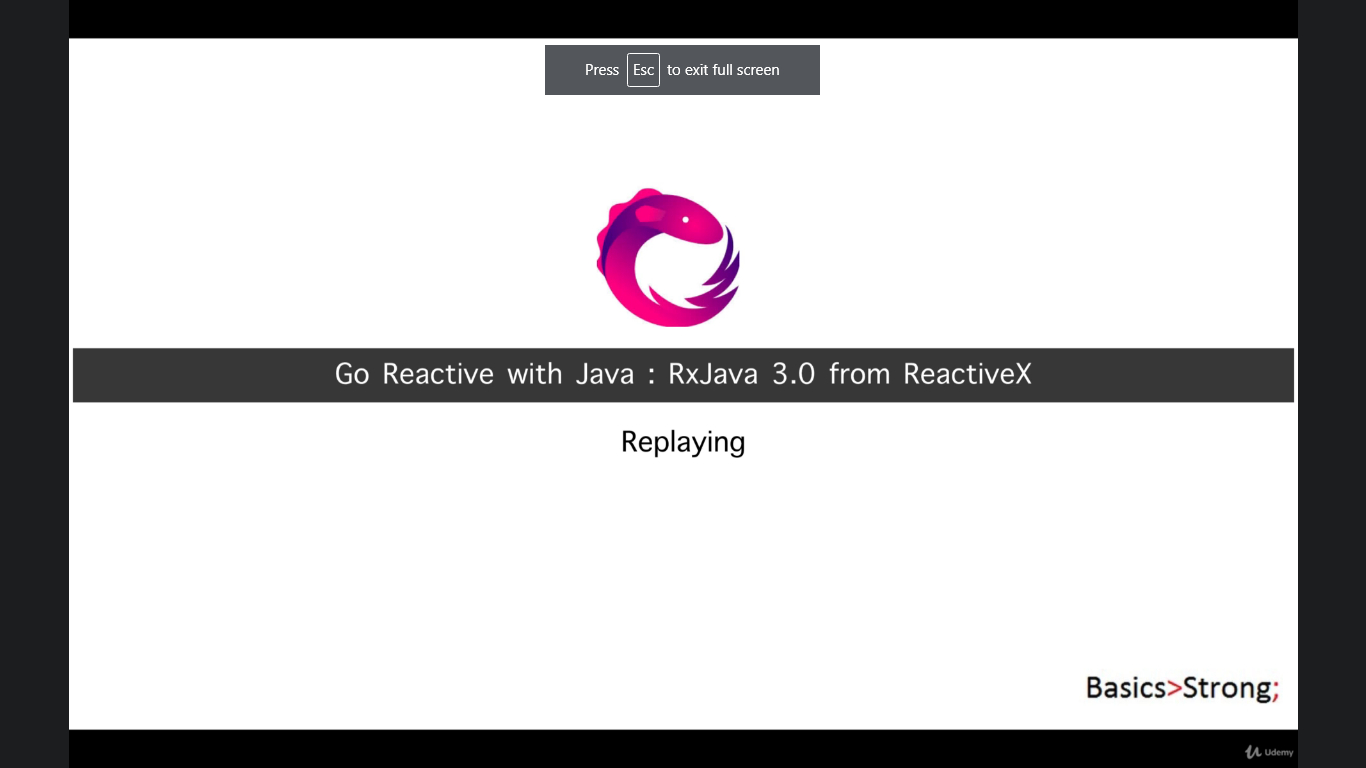 Press Esc to exit full screen
Go Reactive with Java : RxJava 3.0 from ReactiveX
Replaying
Basics>Strong;
Udemy